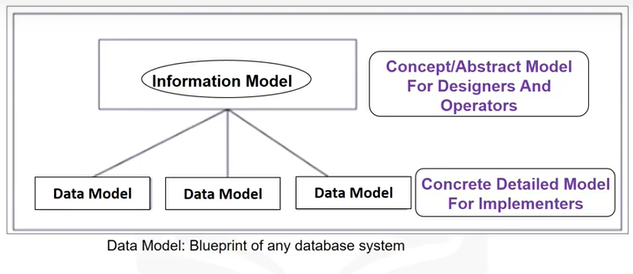 Information Model
Concept/Abstract Model
For Designers And
Operators
Data Model
Data Model
Data Model
Concrete Detailed Model
For Implementers
Data Model: Blueprint of any database system